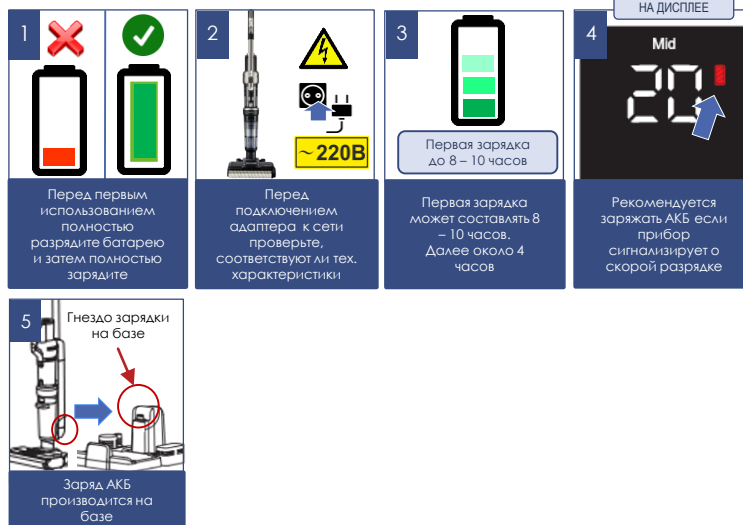 НА ДИСПЛЕЕ
1
2
3
4
Mid
20
~220В
Первая зарядка
до 8 – 10 часов
Перед первым
использованием
полностью
разрядите батарею
и затем полностью
зарядите
Перед
подключением
адаптера к сети
проверьте,
соответствуют ли тех.
характеристики
Первая зарядка
может составлять 8
– 10 часов.
Далее около 4
часов
Рекомендуется
заряжать АКБ если
прибор
сигнализирует о
скорой разрядке
5
Гнездо зарядки
на базе
Заряд АКБ
производится на
базе